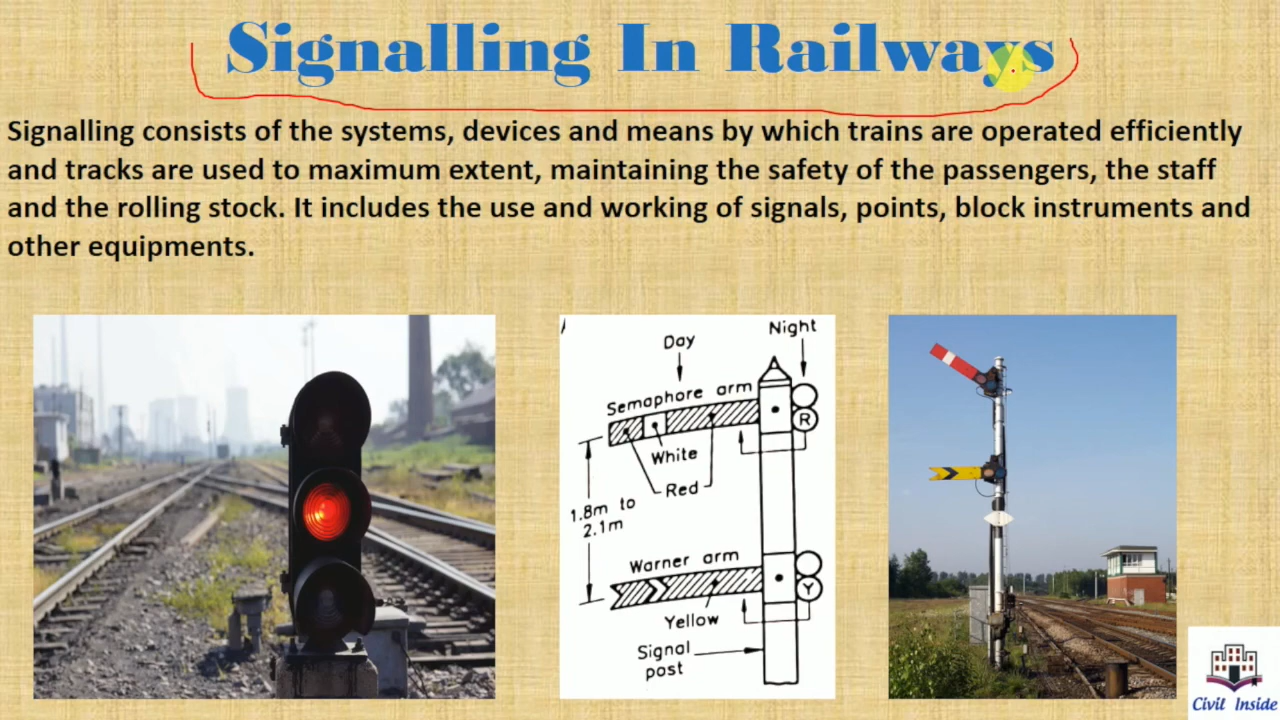 Signalling In Railways
Signalling consists of the systems, devices and means by which trains are operated efficiently
and tracks are used to maximum extent, maintaining the safety of the passengers, the staff
and the rolling stock. It includes the use and working of signals, points, block instruments and
other equipments.
Night
Day
Semaphore arm
R
White
Red
1.8m to
2.1m
Warner arm
Y
Yellow
Signal
post
Civil Inside